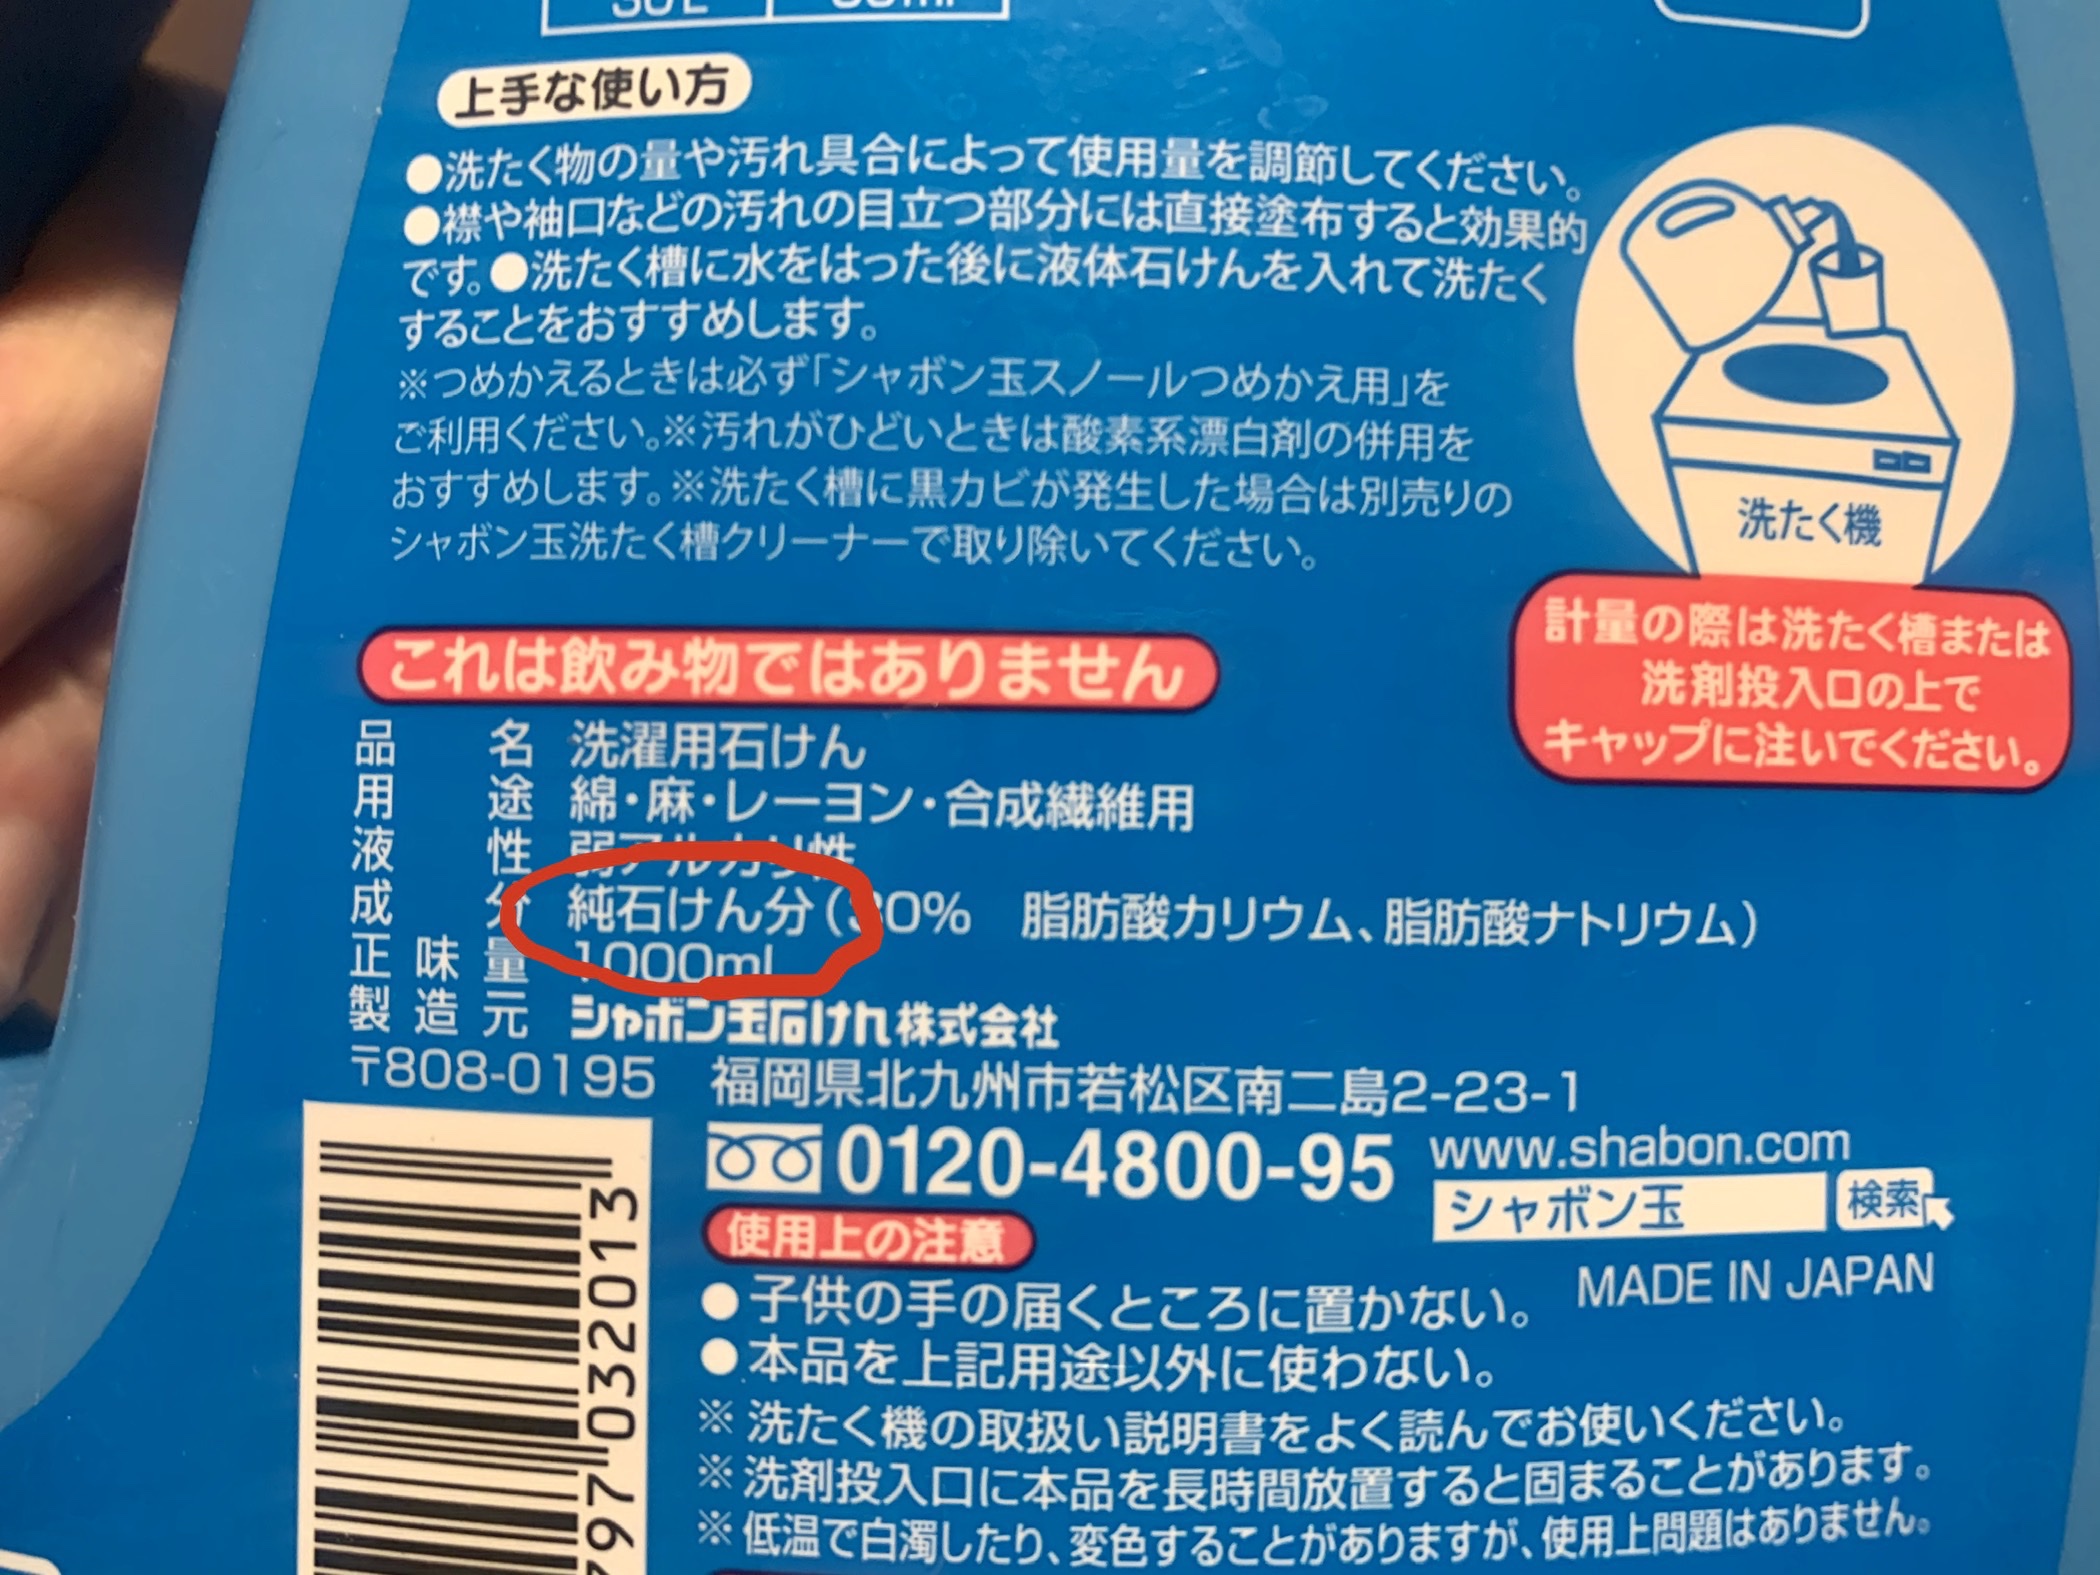 上手な使い方
●洗たく物の量や汚れ具合によって使用量を調節してください。
●襟や袖口などの汚れの目立つ部分には直接塗布すると効果的
です。●洗たく槽に水をはった後に液体石けんを入れて洗たく
することをおすすめします。
※つめかえるときは必ず「シャボン玉スノールつめかえ用」を
ご利用ください。※汚れがひどいときは酸素系漂白剤の併用を
おすすめします。※洗たく槽に黒カビが発生した場合は別売りの
シャボン玉洗たく槽クリーナーで取り除いてください。
洗たく機
計量の際は洗たく槽または
洗剤投入口の上で
キャップに注いでください。
これは飲み物ではありません
品名 洗濯用石けん
用途 綿・麻・レーヨン・合成繊維用
液性 弱アルカリ性
成分 純石けん分(30% 脂肪酸カリウム、脂肪酸ナトリウム)
正味量 1000ml
製造元 シャボン玉石けん株式会社
〒808-0195 福岡県北九州市若松区南二島2-23-1
0120-4800-95
www.shabon.com
シャボン玉 検索
MADE IN JAPAN
使用上の注意
●子供の手の届くところに置かない。
●本品を上記用途以外に使わない。
※洗たく機の取扱い説明書をよく読んでお使いください。
※洗剤投入口に本品を長時間放置すると固まることがあります。
※低温で白濁したり、変色することがありますが、使用上問題はありません。
797032013